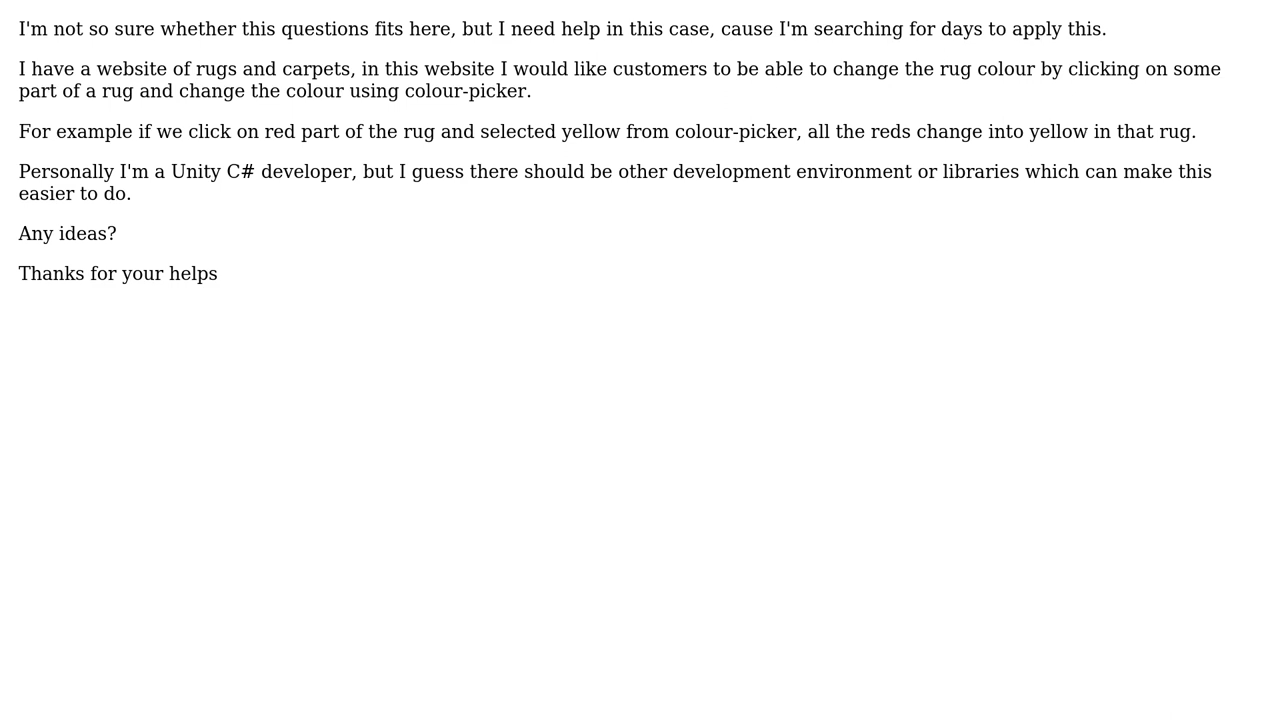 I'm not so sure whether this questions fits here, but I need help in this case, cause I'm searching for days to apply this.
I have a website of rugs and carpets, in this website I would like customers to be able to change the rug colour by clicking on some
part of a rug and change the colour using colour-picker.
For example if we click on red part of the rug and selected yellow from colour-picker, all the reds change into yellow in that rug.
Personally I'm a Unity C# developer, but I guess there should be other development environment or libraries which can make this
easier to do.
Any ideas?
Thanks for your helps